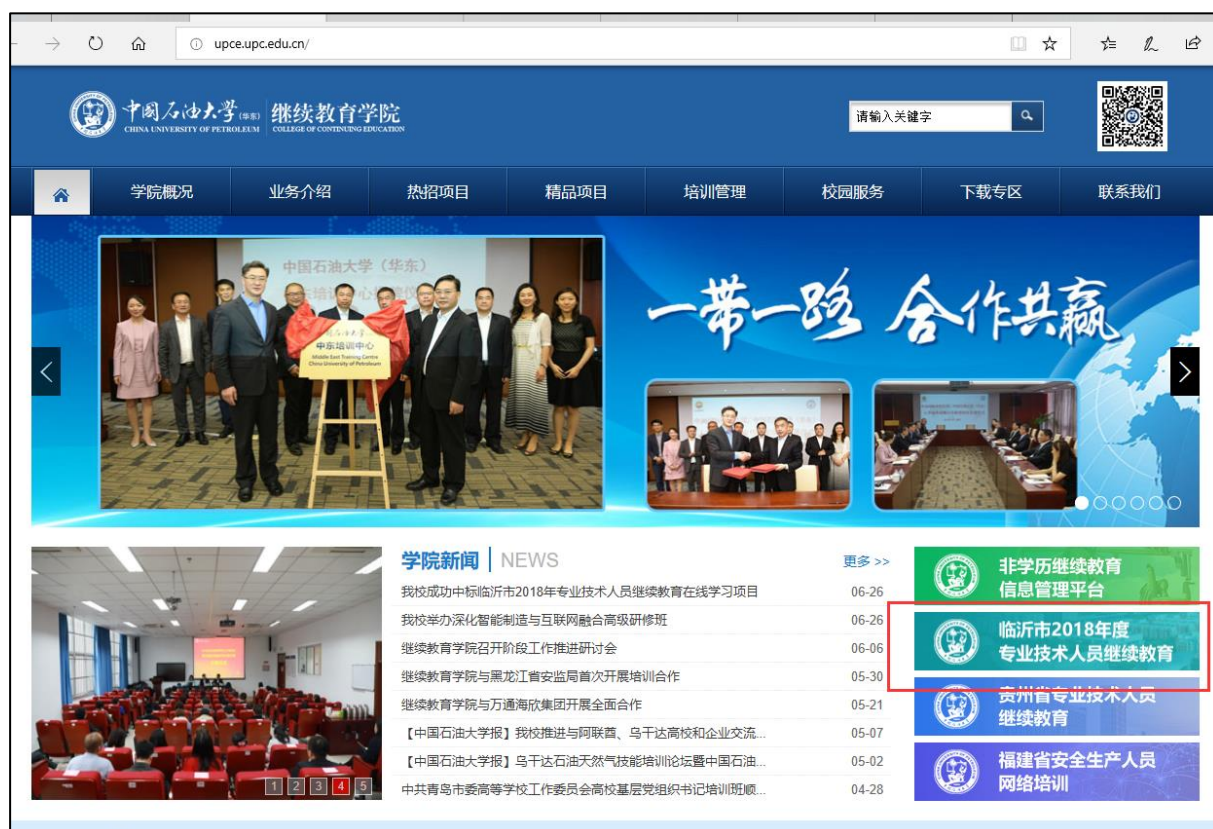 upce.upc.edu.cn/
中国石油大学(华东) 继续教育学院
CHINA UNIVERSITY OF PETROLEUM COLLEGE OF CONTINUING EDUCATION
请输入关键字
学院概况 业务介绍 热招项目 精品项目 培训管理 校园服务 下载专区 联系我们
中国石油大学（华东）
中东培训中心
Middle East Training Centre
China University of Petroleum
一带一路 合作共赢
学院新闻 NEWS 更多 >>
我校成功中标临沂市2018年专业技术人员继续教育在线学习项目 06-26
我校举办深化智能制造与互联网融合高级研修班 06-26
继续教育学院召开阶段工作推进研讨会 06-06
继续教育学院与黑龙江省安监局首次开展培训合作 05-30
继续教育学院与万通海欣集团开展全面合作 05-21
【中国石油大学报】我校推进与阿联酋、乌干达高校和企业交流... 05-07
【中国石油大学报】乌干达石油天然气技能培训论坛暨中国石油... 05-02
中共青岛市委高等学校工作委员会高校基层党组织书记培训班顺... 04-28
1 2 3 4 5
非学历继续教育
信息管理平台
临沂市2018年度
专业技术人员继续教育
贵州省专业技术人员
继续教育
福建省安全生产人员
网络培训